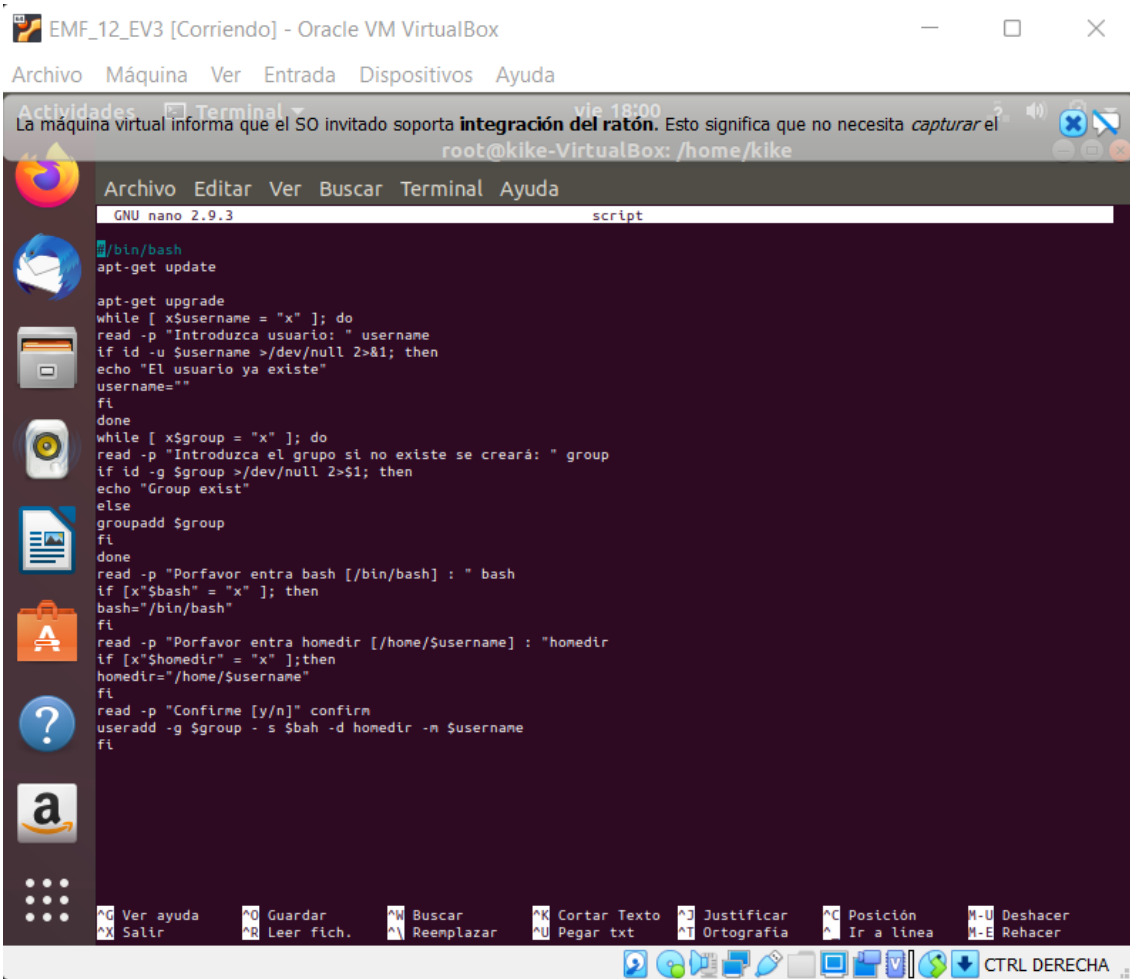 EMF_12_EV3 [Corriendo] - Oracle VM VirtualBox
Archivo Máquina Ver Entrada Dispositivos Ayuda
Actividades Terminal vie 18:00
La máquina virtual informa que el SO invitado soporta integración del ratón. Esto significa que no necesita capturar el
root@kike-VirtualBox: /home/kike
Archivo Editar Ver Buscar Terminal Ayuda
GNU nano 2.9.3 script
#/bin/bash
apt-get update
apt-get upgrade
while [ x$username = "x" ]; do
read -p "Introduzca usuario: " username
if id -u $username >/dev/null 2>&1; then
echo "El usuario ya existe"
username=""
fi
done
while [ x$group = "x" ]; do
read -p "Introduzca el grupo si no existe se creará: " group
if id -g $group >/dev/null 2>$1; then
echo "Group exist"
else
groupadd $group
fi
done
read -p "Porfavor entra bash [/bin/bash] : " bash
if [x"$bash" = "x" ]; then
bash="/bin/bash"
fi
read -p "Porfavor entra homedir [/home/$username] : "homedir
if [x"$homedir" = "x" ];then
homedir="/home/$username"
fi
read -p "Confirme [y/n]" confirm
useradd -g $group - s $bah -d homedir -m $username
fi
^G Ver ayuda ^O Guardar ^W Buscar ^K Cortar Texto ^J Justificar ^C Posición M-U Deshacer
^X Salir ^R Leer fich. ^\ Reemplazar ^U Pegar txt ^T Ortografía ^_ Ir a línea M-E Rehacer
CTRL DERECHA